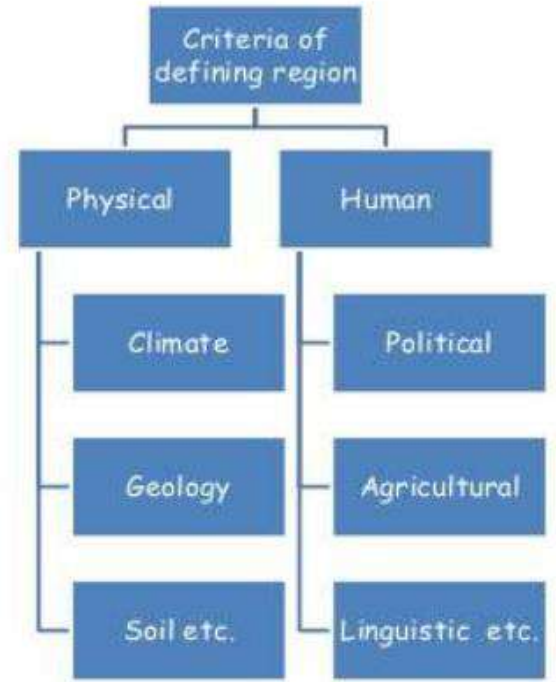 Criteria of
defining region
Physical
Human
Climate
Political
Geology
Agricultural
Soil etc.
Linguistic etc.